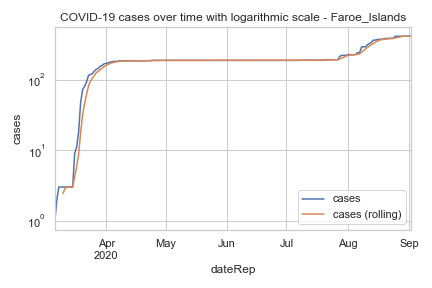 COVID-19 cases over time with logarithmic scale - Faroe_Islands
cases
10²
10¹
10⁰
Apr
2020
May
Jun
Jul
Aug
Sep
dateRep
cases
cases (rolling)